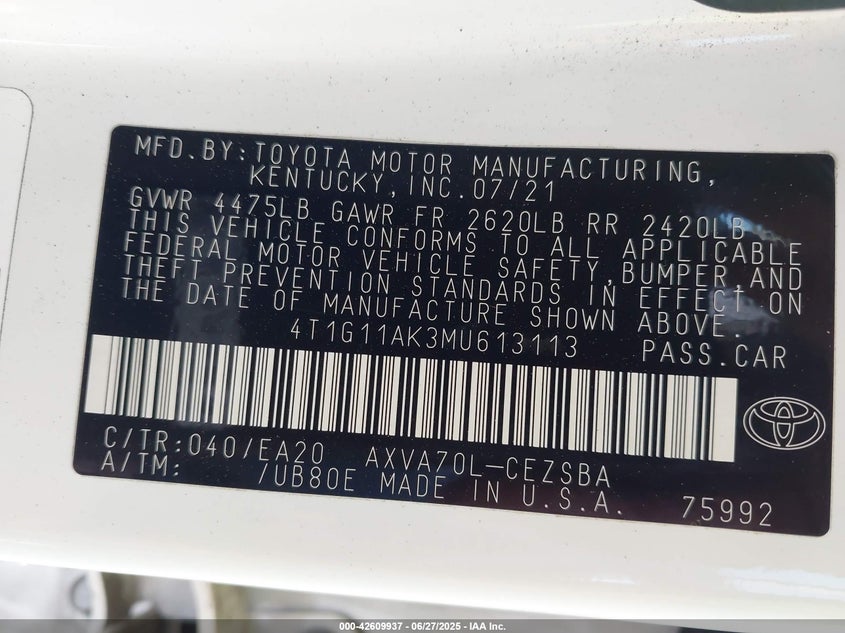 MFD.BY:TOYOTA MOTOR MANUFACTURING,
KENTUCKY,INC.07/21
GVWR 4475LB GAWR FR 2620LB RR 2420LB
THIS VEHICLE CONFORMS TO ALL APPLICABLE
FEDERAL MOTOR VEHICLE SAFETY,BUMPER,AND
THEFT PREVENTION STANDARDS IN EFFECT ON
THE DATE OF MANUFACTURE SHOWN ABOVE.
4T1G11AK3MU613113 PASS.CAR
C/TR:040/EA20 AXVA70L-CEZSBA
A/TM: /UB80E MADE IN U.S.A. 75992
000-42609937 - 06/27/2025 - IAA Inc.